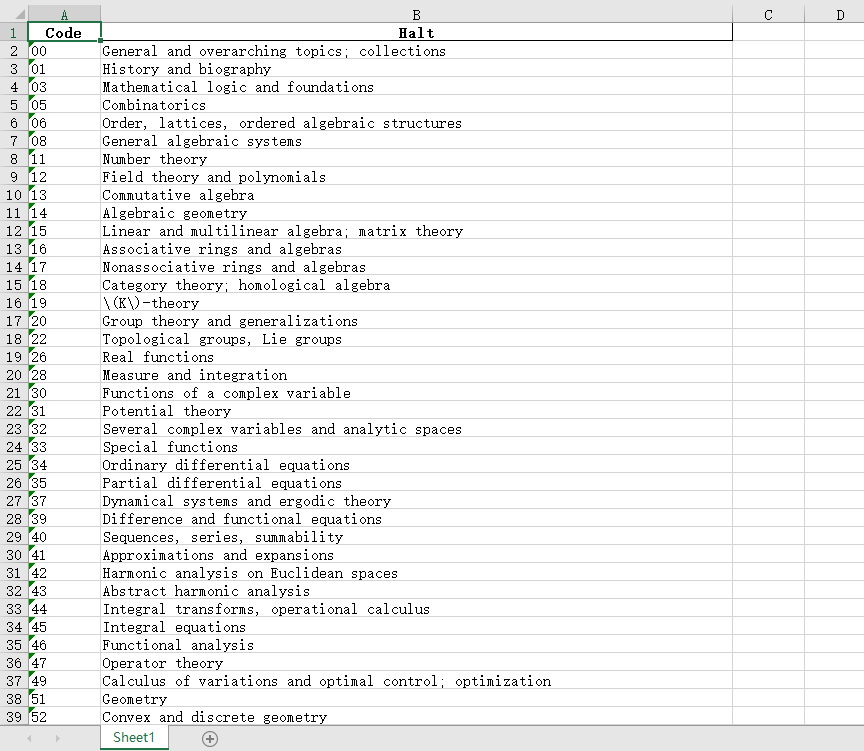 A B C D
1 Code Halt
2 00 General and overarching topics; collections
3 01 History and biography
4 03 Mathematical logic and foundations
5 05 Combinatorics
6 06 Order, lattices, ordered algebraic structures
7 08 General algebraic systems
8 11 Number theory
9 12 Field theory and polynomials
10 13 Commutative algebra
11 14 Algebraic geometry
12 15 Linear and multilinear algebra; matrix theory
13 16 Associative rings and algebras
14 17 Nonassociative rings and algebras
15 18 Category theory; homological algebra
16 19 \(K\)-theory
17 20 Group theory and generalizations
18 22 Topological groups, Lie groups
19 26 Real functions
20 28 Measure and integration
21 30 Functions of a complex variable
22 31 Potential theory
23 32 Several complex variables and analytic spaces
24 33 Special functions
25 34 Ordinary differential equations
26 35 Partial differential equations
27 37 Dynamical systems and ergodic theory
28 39 Difference and functional equations
29 40 Sequences, series, summability
30 41 Approximations and expansions
31 42 Harmonic analysis on Euclidean spaces
32 43 Abstract harmonic analysis
33 44 Integral transforms, operational calculus
34 45 Integral equations
35 46 Functional analysis
36 47 Operator theory
37 49 Calculus of variations and optimal control; optimization
38 51 Geometry
39 52 Convex and discrete geometry
Sheet1